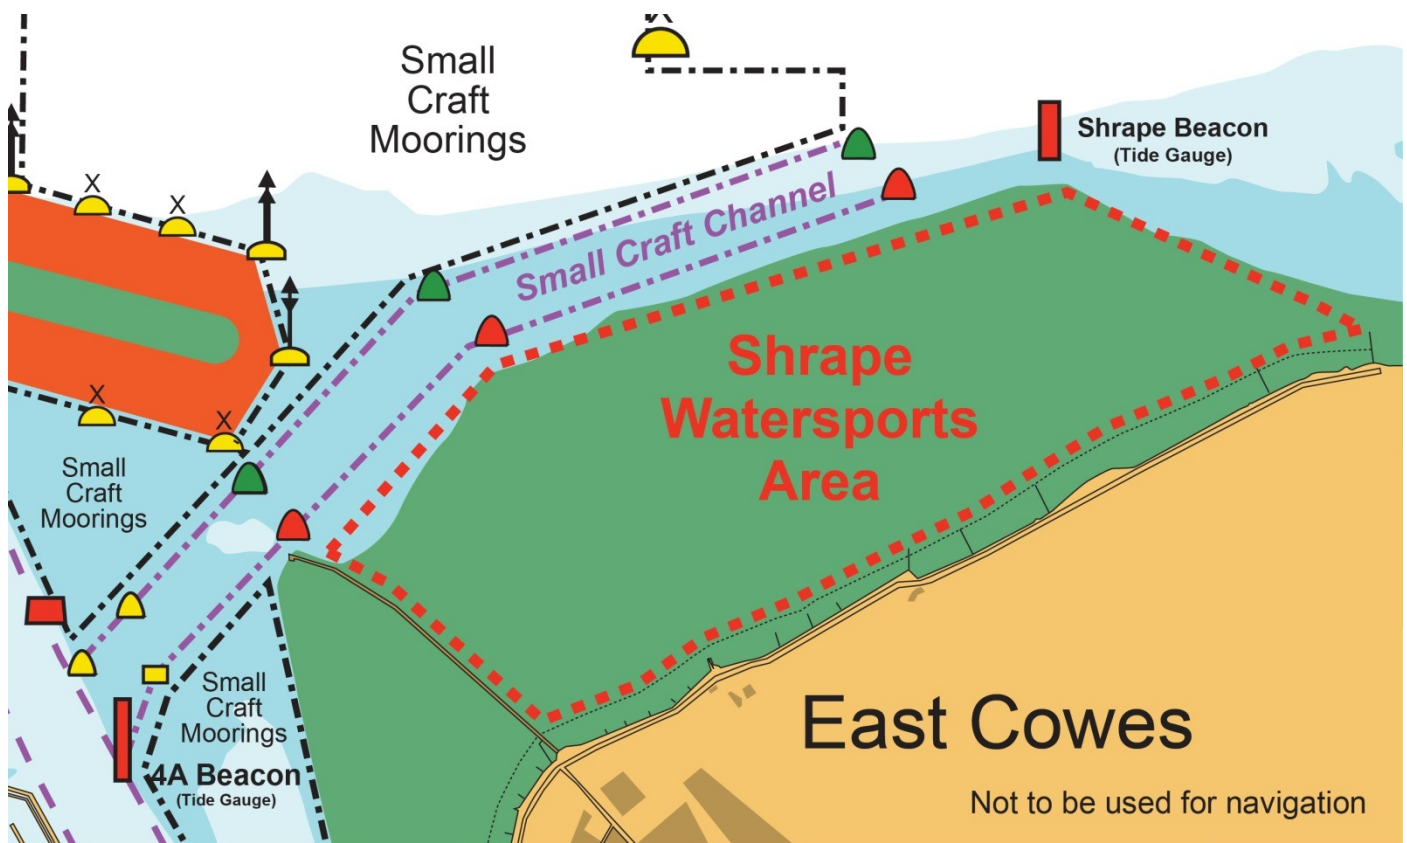 Small
Craft
Moorings
X
X
X
X
X
Shrape Beacon
(Tide Gauge)
Small Craft Channel
Shrape
Watersports
Area
Small
Craft
Moorings
Small
Craft
Moorings
4A Beacon
(Tide Gauge)
East Cowes
Not to be used for navigation